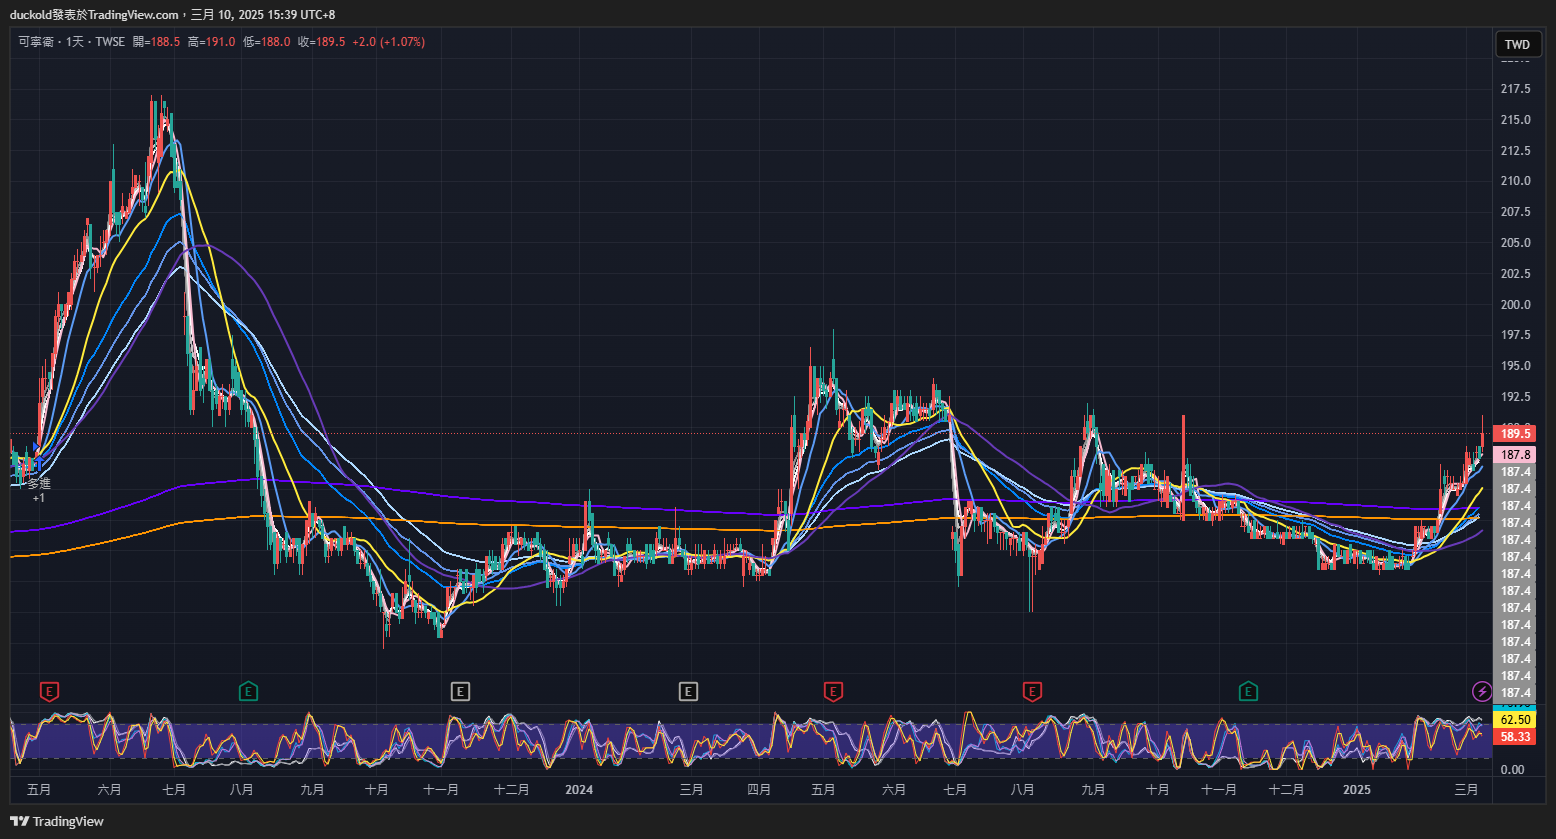 duckold發表於TradingView.com，三月 10, 2025 15:39 UTC+8
可寧衛 · 1天 · TWSE 開=188.5 高=191.0 低=188.0 收=189.5 +2.0 (+1.07%)
TWD
217.5
215.0
212.5
210.0
207.5
205.0
202.5
200.0
197.5
195.0
192.5
189.5
187.8
187.4
187.4
187.4
187.4
187.4
187.4
187.4
187.4
187.4
187.4
187.4
187.4
187.4
187.4
多進
+1
E
E
E
E
E
E
E
62.50
58.33
0.00
五月 六月 七月 八月 九月 十月 十一月 十二月 2024 三月 四月 五月 六月 七月 八月 九月 十月 十一月 十二月 2025 三月
TradingView